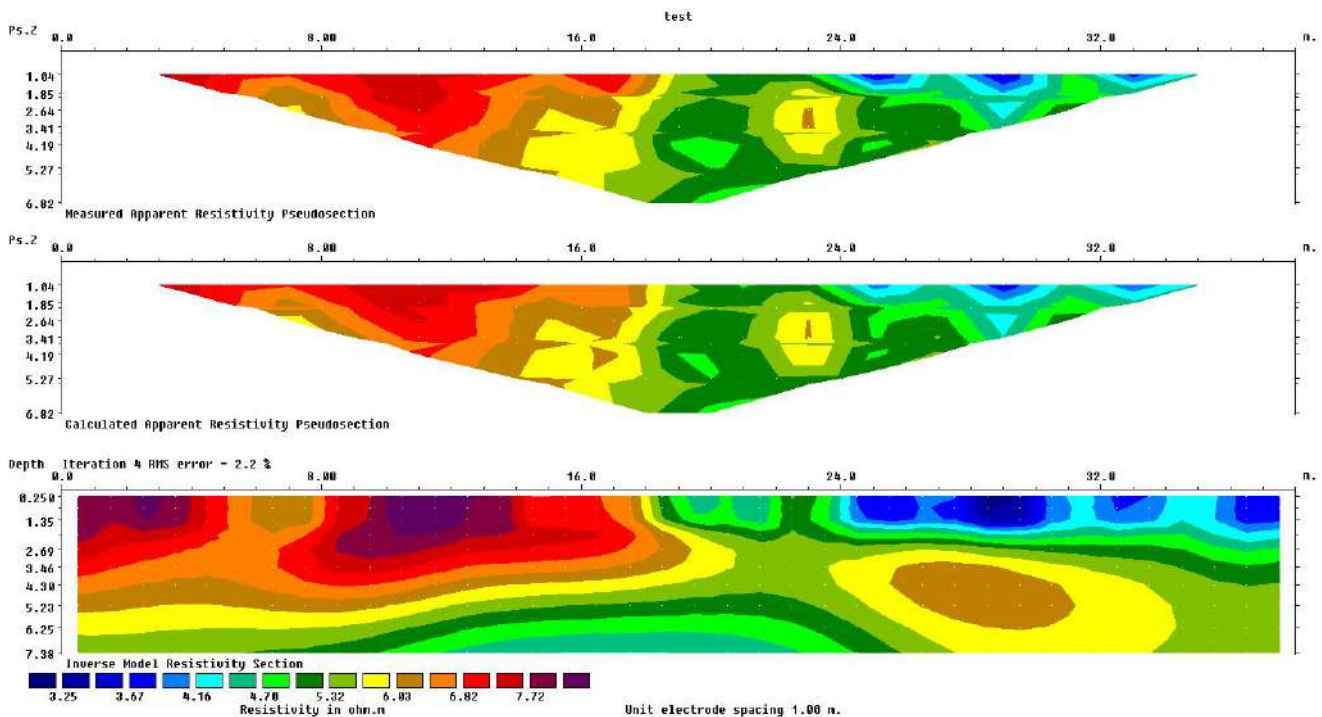 test
Ps.Z 0.0 8.00 16.0 24.0 32.0 m.
1.04
1.85
2.64
3.41
4.19
5.27
6.82
Measured Apparent Resistivity Pseudosection
Ps.Z 0.0 8.00 16.0 24.0 32.0 m.
1.04
1.85
2.64
3.41
4.19
5.27
6.82
Calculated Apparent Resistivity Pseudosection
Depth Iteration 4 RMS error = 2.2 %
0.0 8.00 16.0 24.0 32.0 m.
0.250
1.35
2.69
3.46
4.30
5.23
6.25
7.38
Inverse Model Resistivity Section
3.25 3.67 4.16 4.70 5.32 6.03 6.82 7.72
Resistivity in ohm.m Unit electrode spacing 1.00 m.